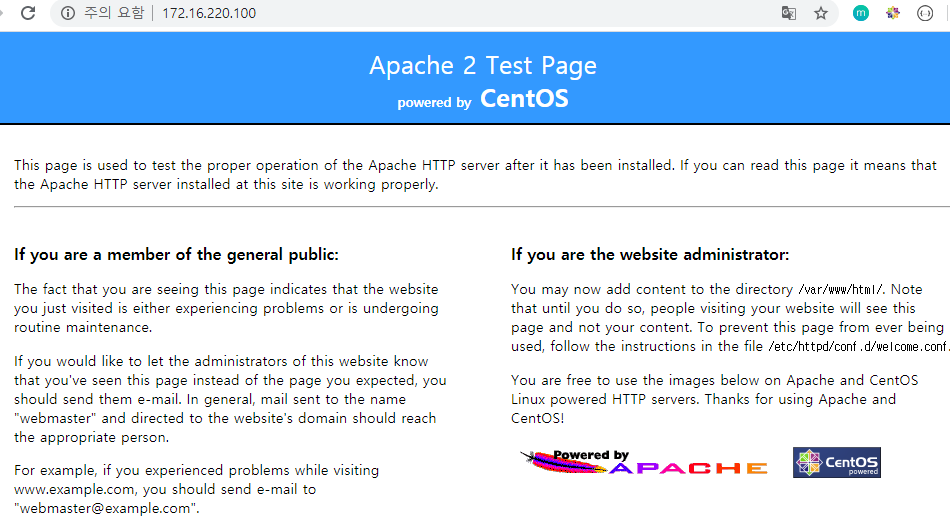 주의 요함 172.16.220.100
m
Apache 2 Test Page
powered by CentOS
This page is used to test the proper operation of the Apache HTTP server after it has been installed. If you can read this page it means that
the Apache HTTP server installed at this site is working properly.
If you are a member of the general public:
The fact that you are seeing this page indicates that the website
you just visited is either experiencing problems or is undergoing
routine maintenance.
If you would like to let the administrators of this website know
that you've seen this page instead of the page you expected, you
should send them e-mail. In general, mail sent to the name
"webmaster" and directed to the website's domain should reach
the appropriate person.
For example, if you experienced problems while visiting
www.example.com, you should send e-mail to
"webmaster@example.com".
If you are the website administrator:
You may now add content to the directory /var/www/html/. Note
that until you do so, people visiting your website will see this
page and not your content. To prevent this page from ever being
used, follow the instructions in the file /etc/httpd/conf.d/welcome.conf.
You are free to use the images below on Apache and CentOS
Linux powered HTTP servers. Thanks for using Apache and
CentOS!
Powered by
APACHE
CentOS
powered